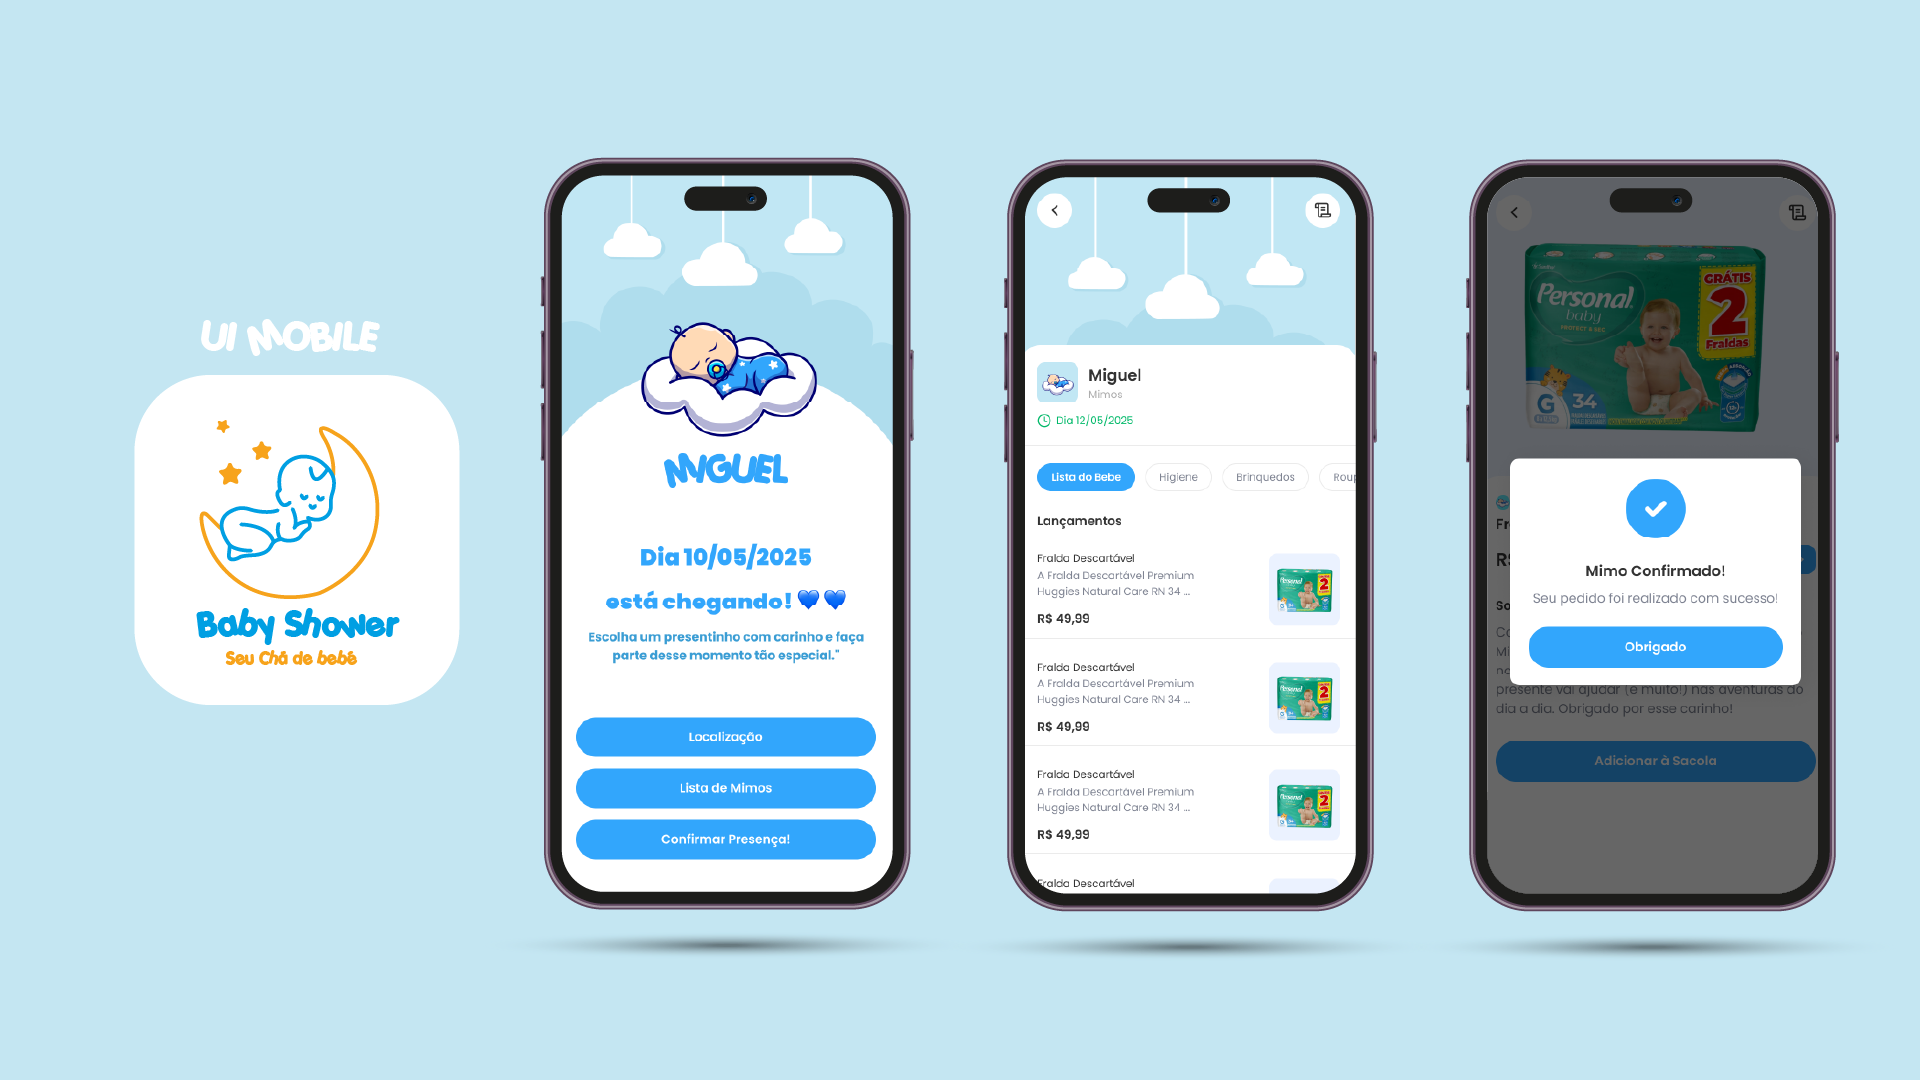 UI MOBILE
Baby Shower
Seu Chá de bebê
MIGUEL
Dia 10/05/2025
está chegando! 💙💙
Escolha um presentinho com carinho e faça
parte desse momento tão especial."
Localização
Lista de Mimos
Confirmar Presença!
Miguel
Mimos
Dia 12/05/2025
Lista do Bebe
Higiene
Brinquedos
Roup
Lançamentos
Fralda Descartável
A Fralda Descartável Premium
Huggies Natural Care RN 34 ...
R$ 49,99
Fralda Descartável
A Fralda Descartável Premium
Huggies Natural Care RN 34 ...
R$ 49,99
Fralda Descartável
A Fralda Descartável Premium
Huggies Natural Care RN 34 ...
R$ 49,99
Fralda Descartável
Personal
baby
PROTECT & SEC
GRÁTIS
2
Fraldas
G
34
Fr
R$
So
Mimo Confirmado!
Seu pedido foi realizado com sucesso!
Obrigado
presente vai ajudar (e muito!) nas aventuras do
dia a dia. Obrigado por esse carinho!
Adicionar à Sacola